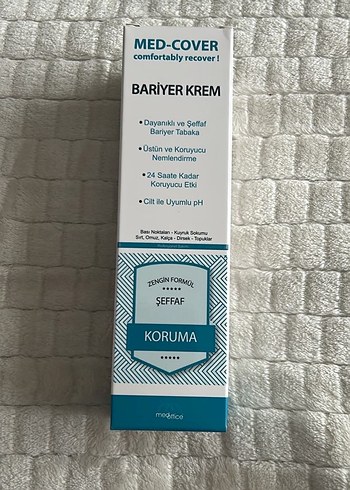 MED-COVER
comfortably recover !
BARİYER KREM
• Dayanıklı ve Şeffaf
Bariyer Tabaka
• Üstün ve Koruyucu
Nemlendirme
• 24 Saate Kadar
Koruyucu Etki
• Cilt ile Uyumlu pH
Bası Noktaları - Kuyruk Sokumu
Sırt, Omuz, Kalça - Dirsek - Topuklar
ZENGİN FORMÜL
ŞEFFAF
KORUMA